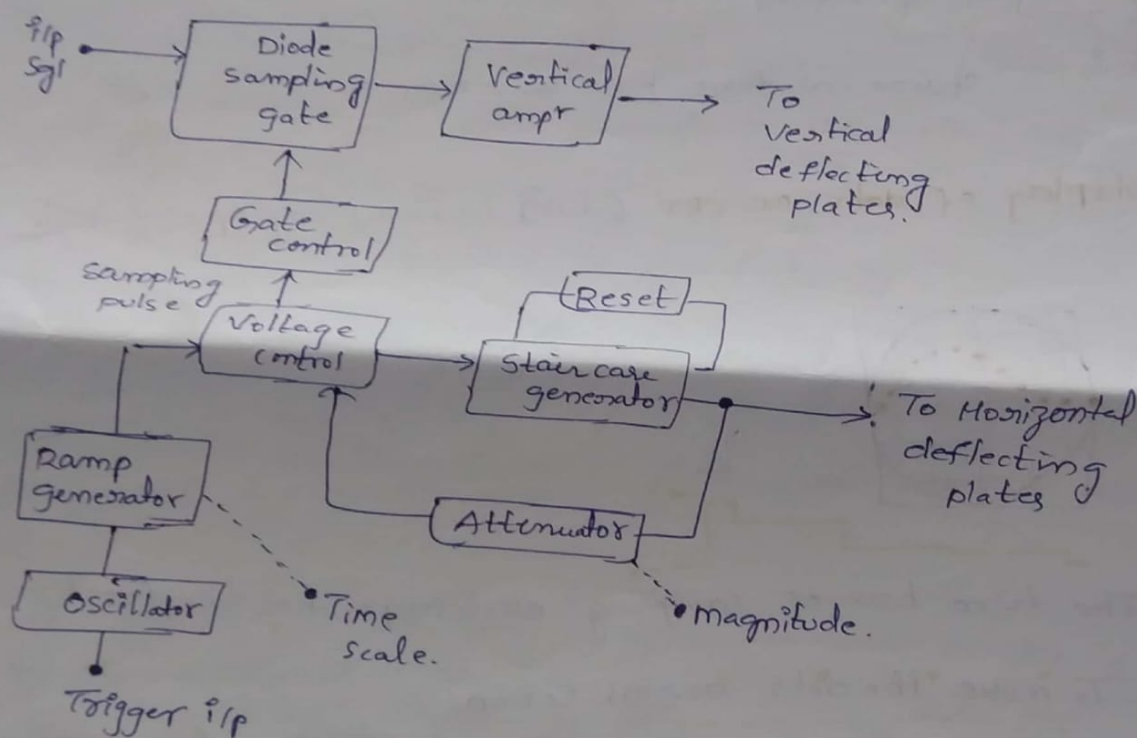 i/p
Sgl
Diode
sampling
gate
Vertical
ampr
To
vertical
deflecting
plates.
Gate
control
sampling
pulse
Voltage
control
Reset
Staircase
generator
To Horizontal
deflecting
plates
Ramp
generator
Attenuator
Oscillator
Time
scale.
Magnitude.
Trigger i/p